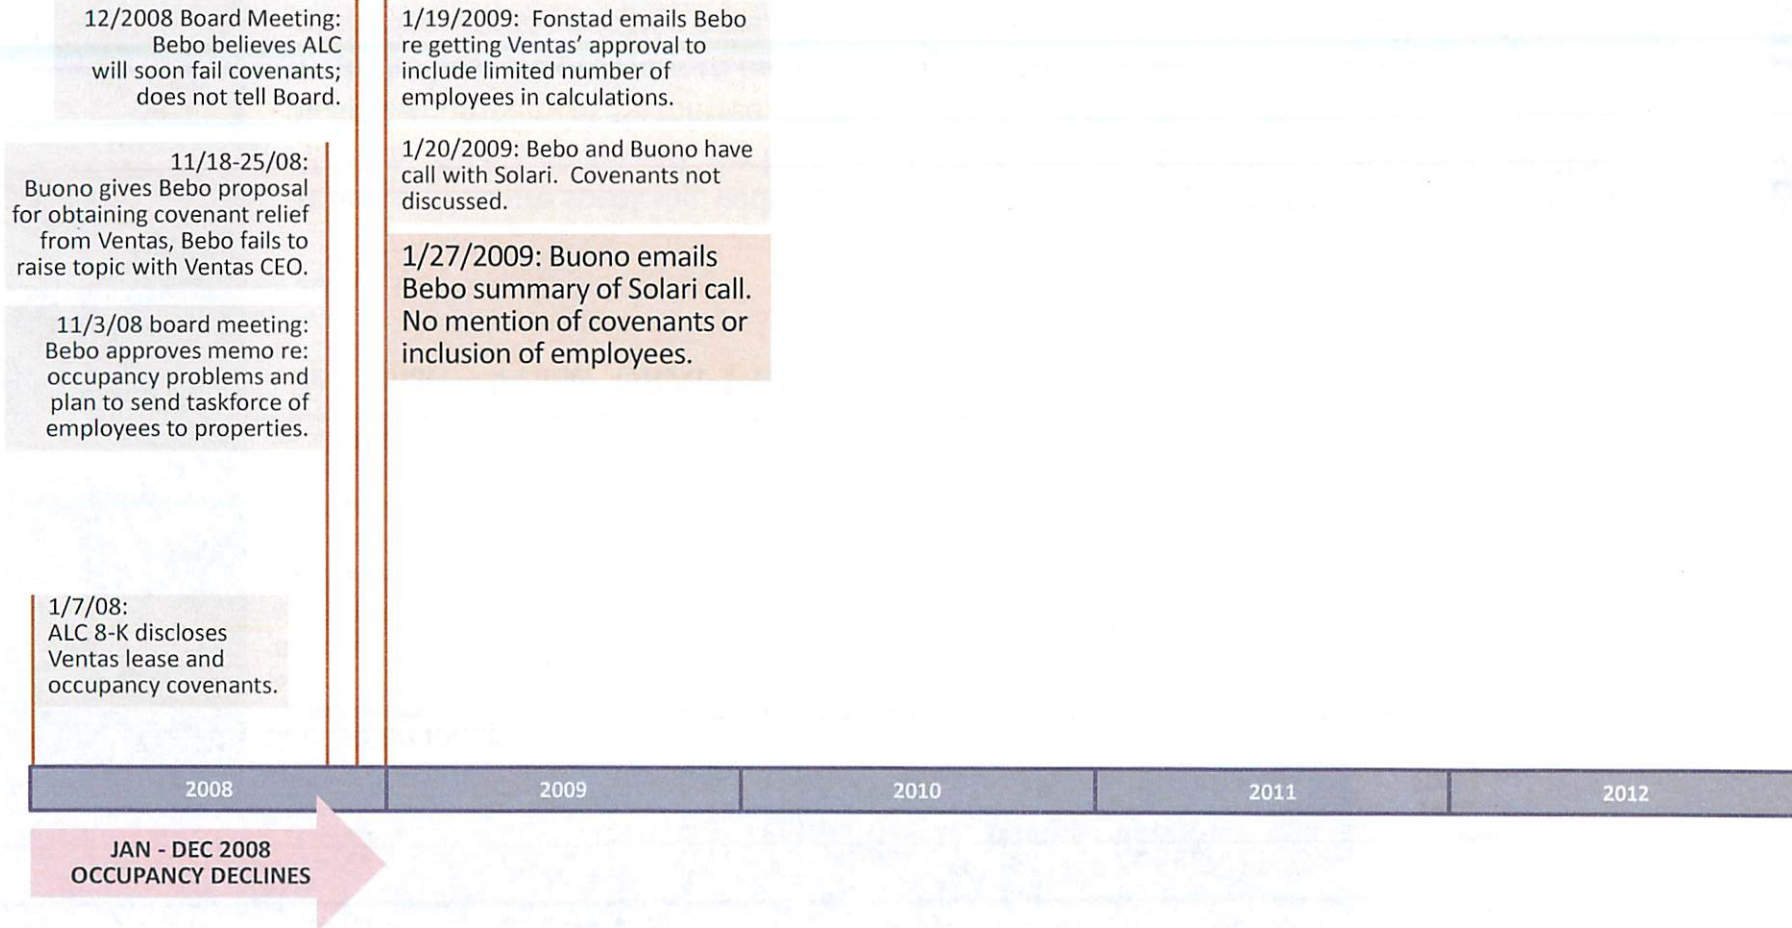 12/2008 Board Meeting:
Bebo believes ALC
will soon fail covenants;
does not tell Board.
11/18-25/08:
Buono gives Bebo proposal
for obtaining covenant relief
from Ventas, Bebo fails to
raise topic with Ventas CEO.
11/3/08 board meeting:
Bebo approves memo re:
occupancy problems and
plan to send taskforce of
employees to properties.
1/7/08:
ALC 8-K discloses
Ventas lease and
occupancy covenants.
1/19/2009: Fonstad emails Bebo
re getting Ventas’ approval to
include limited number of
employees in calculations.
1/20/2009: Bebo and Buono have
call with Solari. Covenants not
discussed.
1/27/2009: Buono emails
Bebo summary of Solari call.
No mention of covenants or
inclusion of employees.
2008 2009 2010 2011 2012
JAN - DEC 2008
OCCUPANCY DECLINES